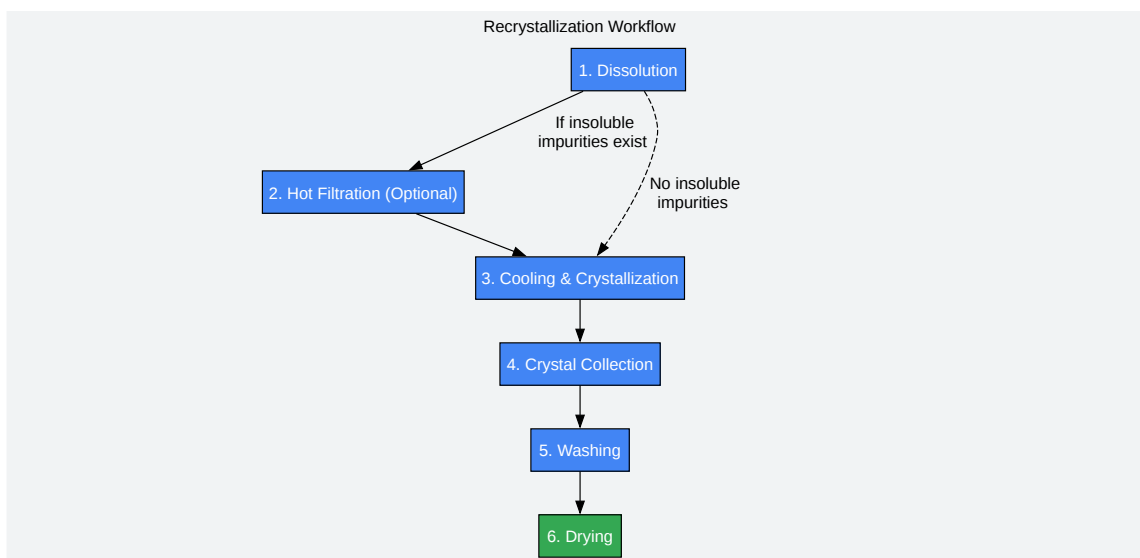 Recrystallization Workflow
1. Dissolution
If insoluble
impurities exist
2. Hot Filtration (Optional)
No insoluble
impurities
3. Cooling & Crystallization
4. Crystal Collection
5. Washing
6. Drying